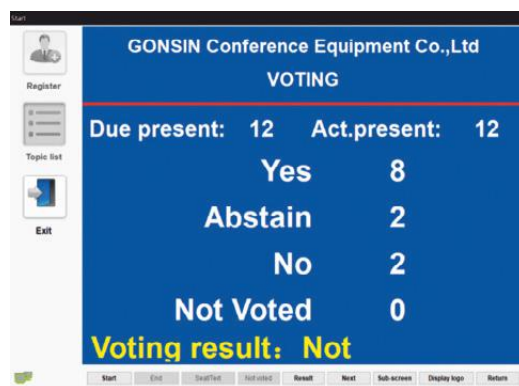 Start
GONSIN Conference Equipment Co.,Ltd
VOTING
Register
Due present: 12 Act.present: 12
Topic list
Yes 8
Abstain 2
Exit
No 2
Not Voted 0
Voting result: Not
Start End Seat/Text Not voted Result Next Sub-screen Display logo Return